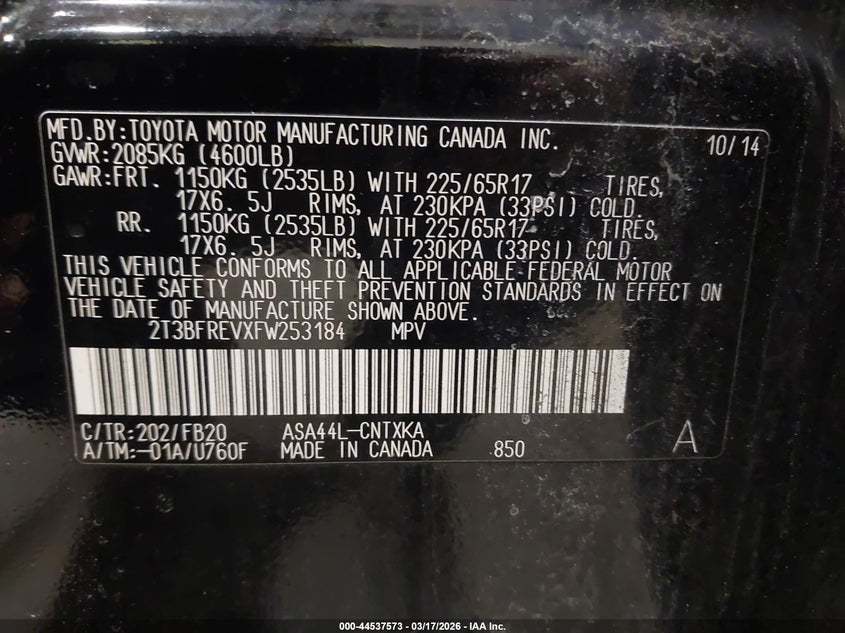 MFD.BY:TOYOTA MOTOR MANUFACTURING CANADA INC. 10/14
GVWR:2085KG (4600LB)
GAWR:FRT. 1150KG (2535LB) WITH 225/65R17 TIRES,
17X6.5J RIMS, AT 230KPA (33PSI) COLD.
RR. 1150KG (2535LB) WITH 225/65R17 TIRES,
17X6.5J RIMS, AT 230KPA (33PSI) COLD.
THIS VEHICLE CONFORMS TO ALL APPLICABLE FEDERAL MOTOR
VEHICLE SAFETY AND THEFT PREVENTION STANDARDS IN EFFECT ON
THE DATE OF MANUFACTURE SHOWN ABOVE.
2T3BFREVXFW253184 MPV
C/TR:202/FB20 ASA44L-CNTXKA
A/TM:-01A/U760F MADE IN CANADA 850 A
000-44537573 - 03/17/2026 - IAA Inc.